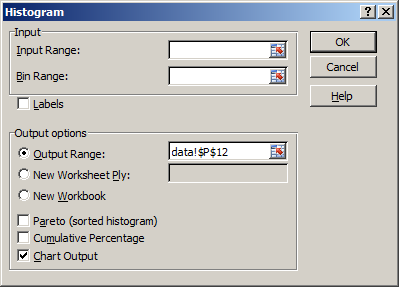 Histogram
Input
Input Range:
OK
Bin Range:
Cancel
Labels
Help
Output options
Output Range: data!$P$12
New Worksheet Ply:
New Workbook
Pareto (sorted histogram)
Cumulative Percentage
Chart Output